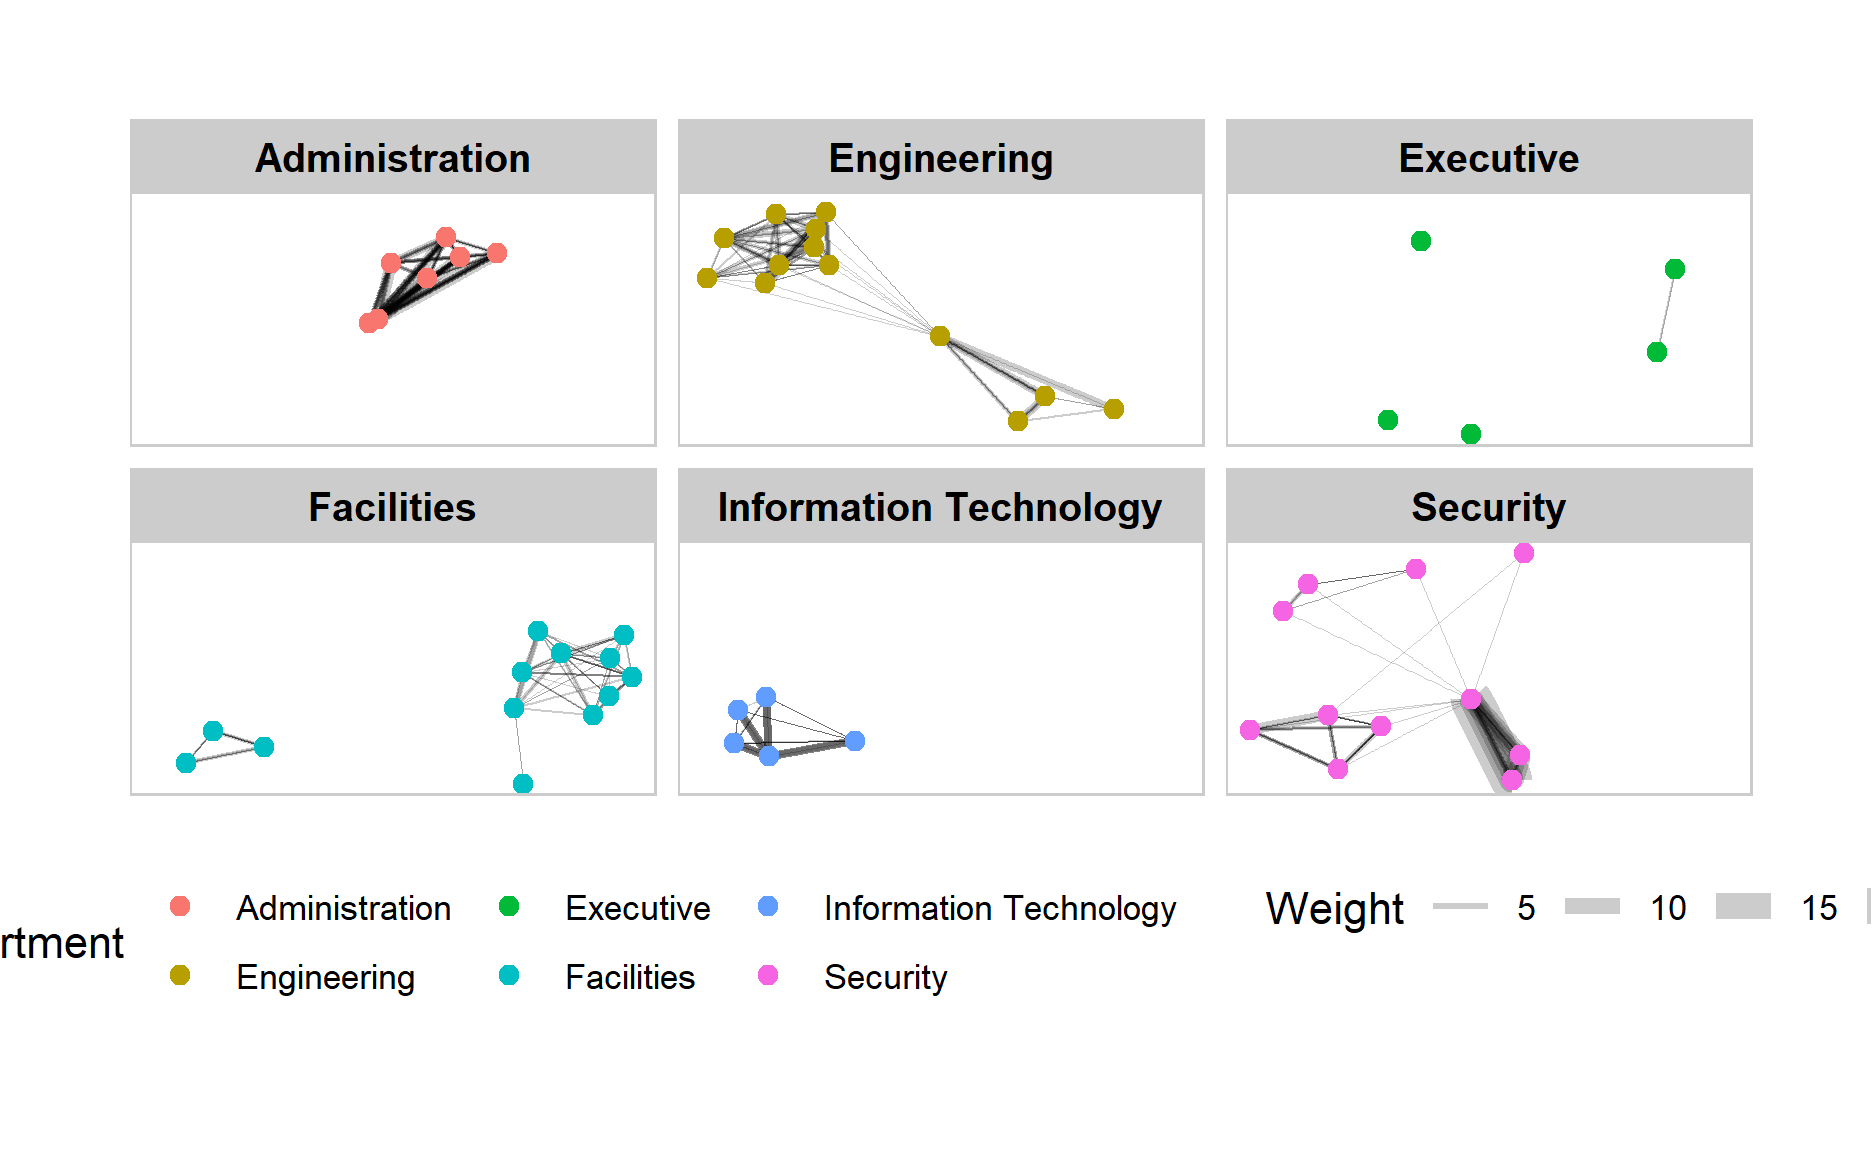 Administration
Engineering
Executive
Facilities
Information Technology
Security
rtment
Administration
Executive
Information Technology
Engineering
Facilities
Security
Weight
5
10
15